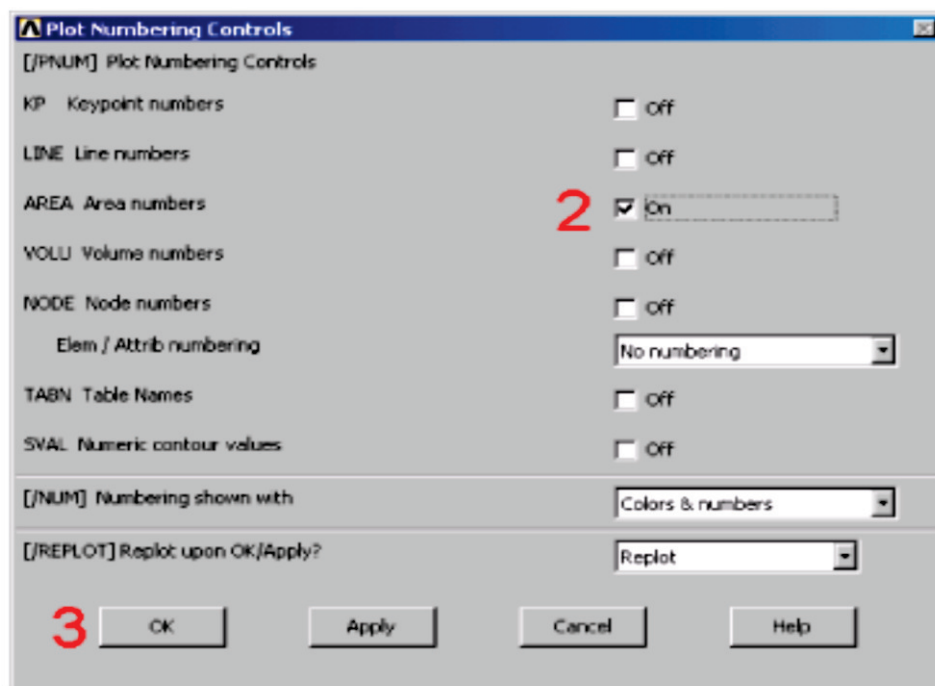 Plot Numbering Controls
[/PNUM] Plot Numbering Controls
KP Keypoint numbers Off
LINE Line numbers Off
AREA Area numbers 2 On
VOLU Volume numbers Off
NODE Node numbers Off
Elem / Attrib numbering No numbering
TABN Table Names Off
SVAL Numeric contour values Off
[/NUM] Numbering shown with Colors & numbers
[/REPLOT] Replot upon OK/Apply? Replot
3 OK Apply Cancel Help